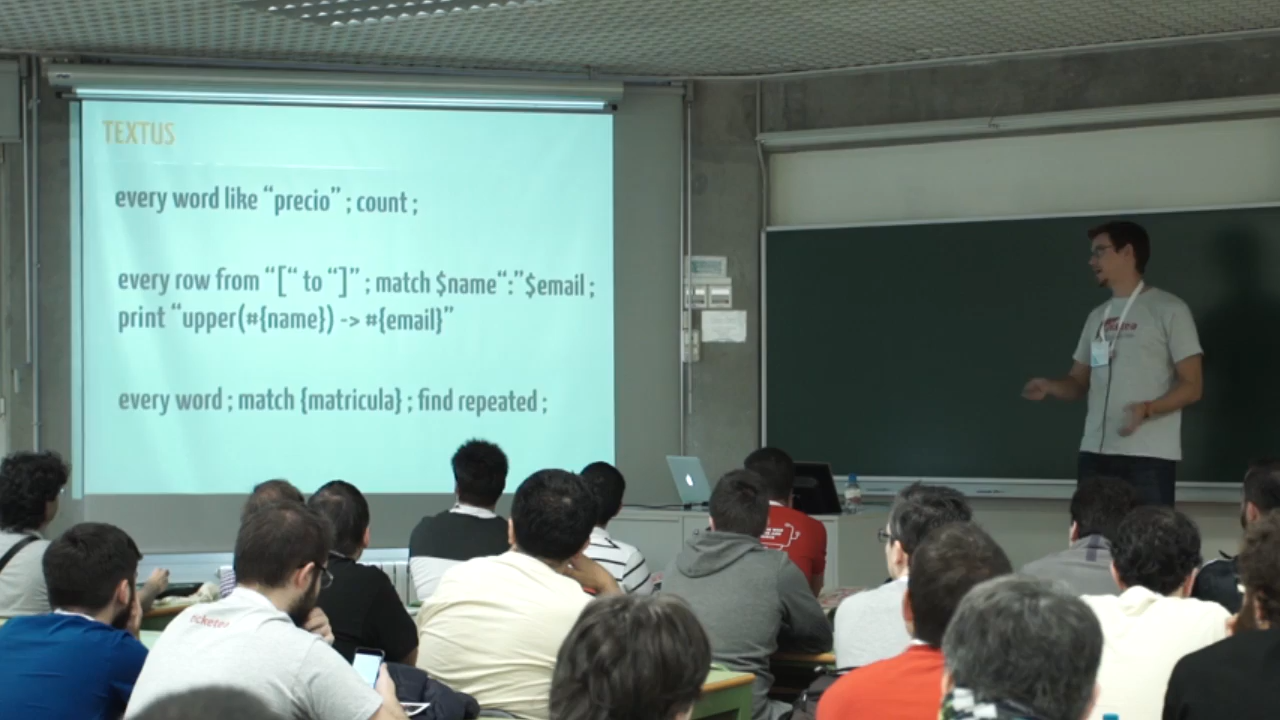 TEXTUS
every word like “precio” ; count ;
every row from “[“ to “]” ; match $name“:”$email ;
print “upper(#{name}) -> #{email}”
every word ; match {matricula} ; find repeated ;